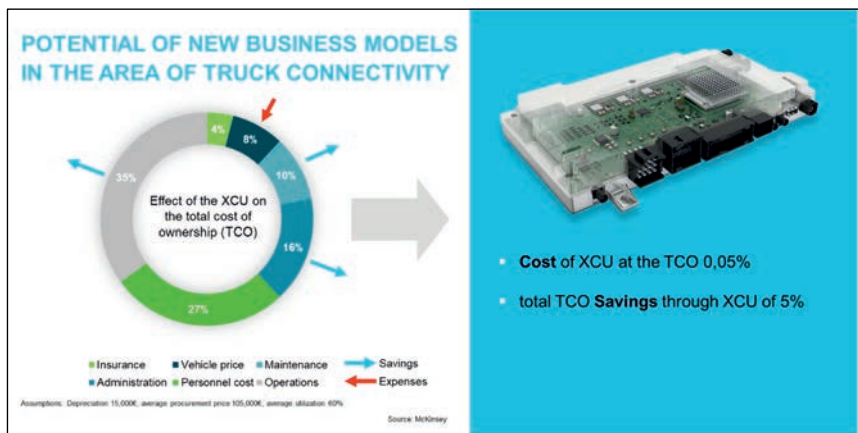 POTENTIAL OF NEW BUSINESS MODELS
IN THE AREA OF TRUCK CONNECTIVITY
4%
8%
10%
16%
27%
35%
Effect of the XCU on
the total cost of
ownership (TCO)
Insurance
Vehicle price
Maintenance
Savings
Administration
Personnel cost
Operations
Expenses
Assumptions: Depreciation 15,000€, average procurement price 105,000€, average utilization 60%
Source: McKinsey
Cost of XCU at the TCO 0,05%
total TCO Savings through XCU of 5%